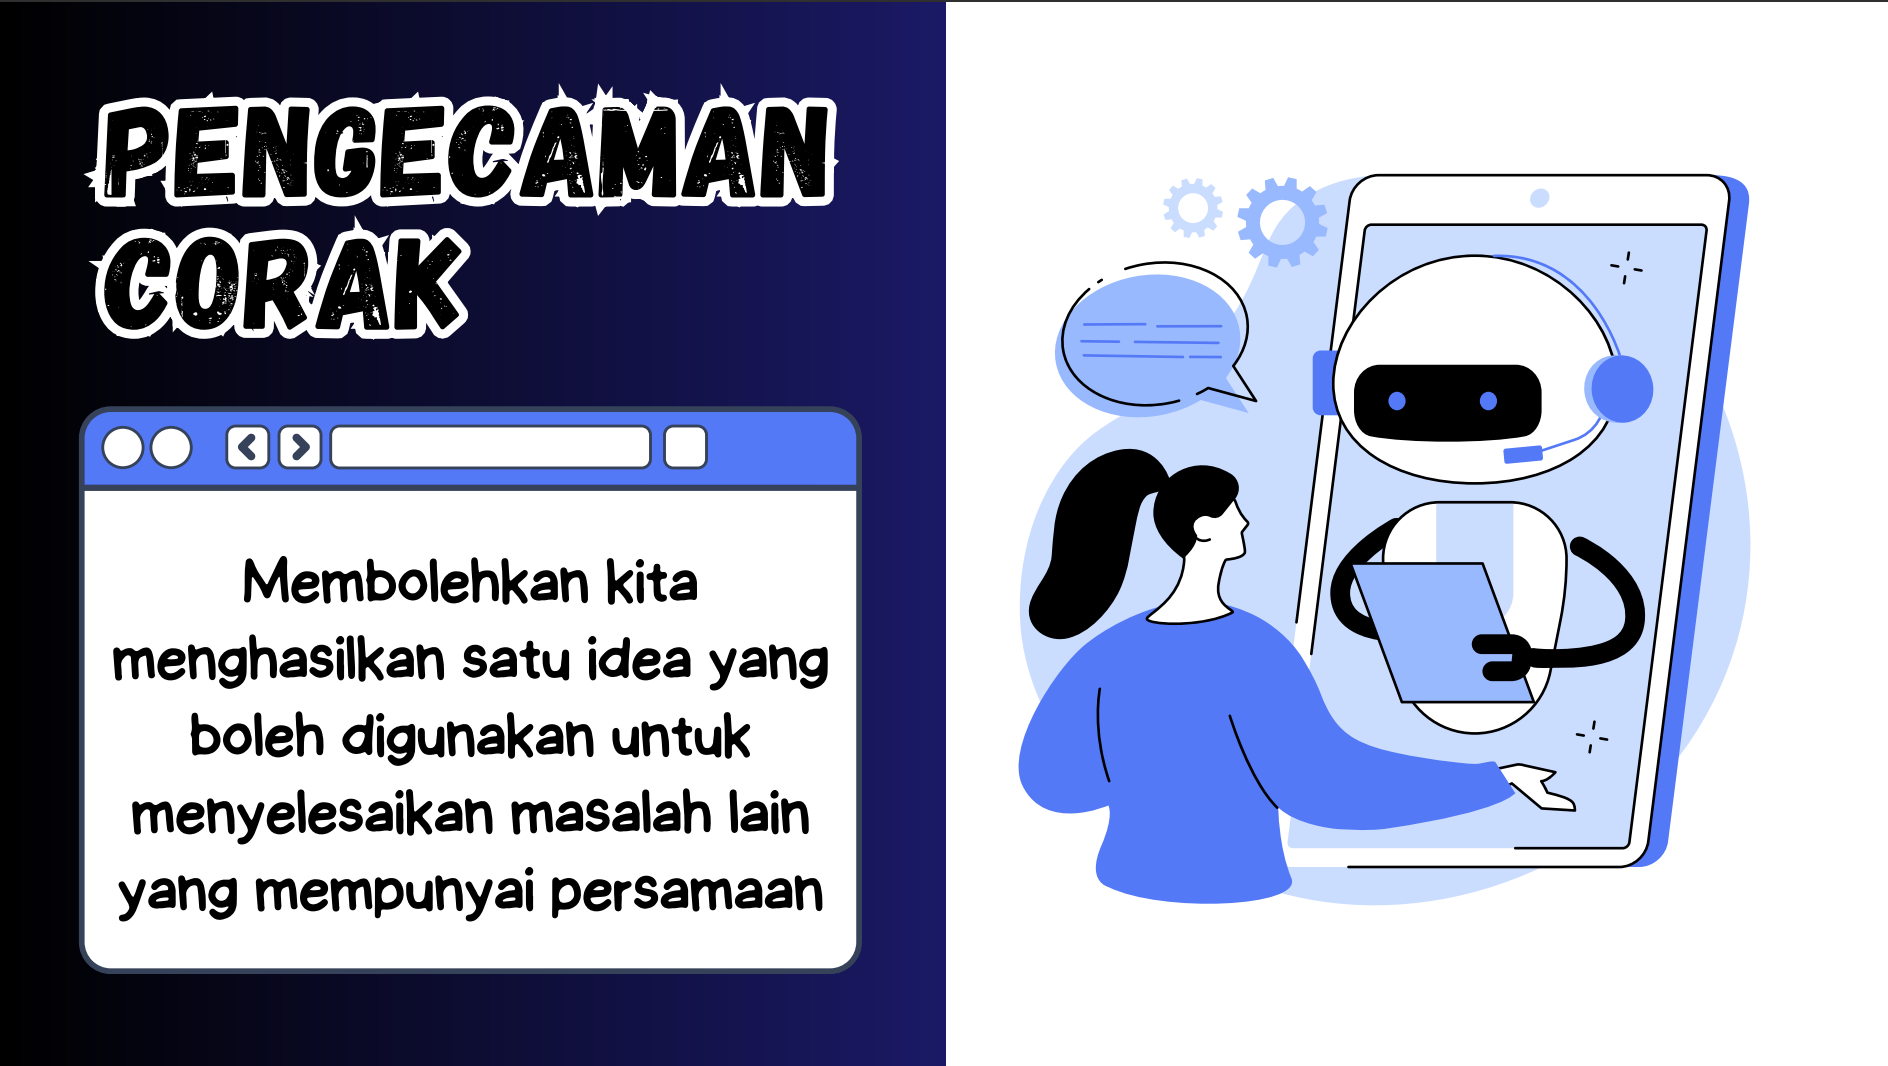 PENGECAMAN
CORAK
Membolehkan kita
menghasilkan satu idea yang
boleh digunakan untuk
menyelesaikan masalah lain
yang mempunyai persamaan